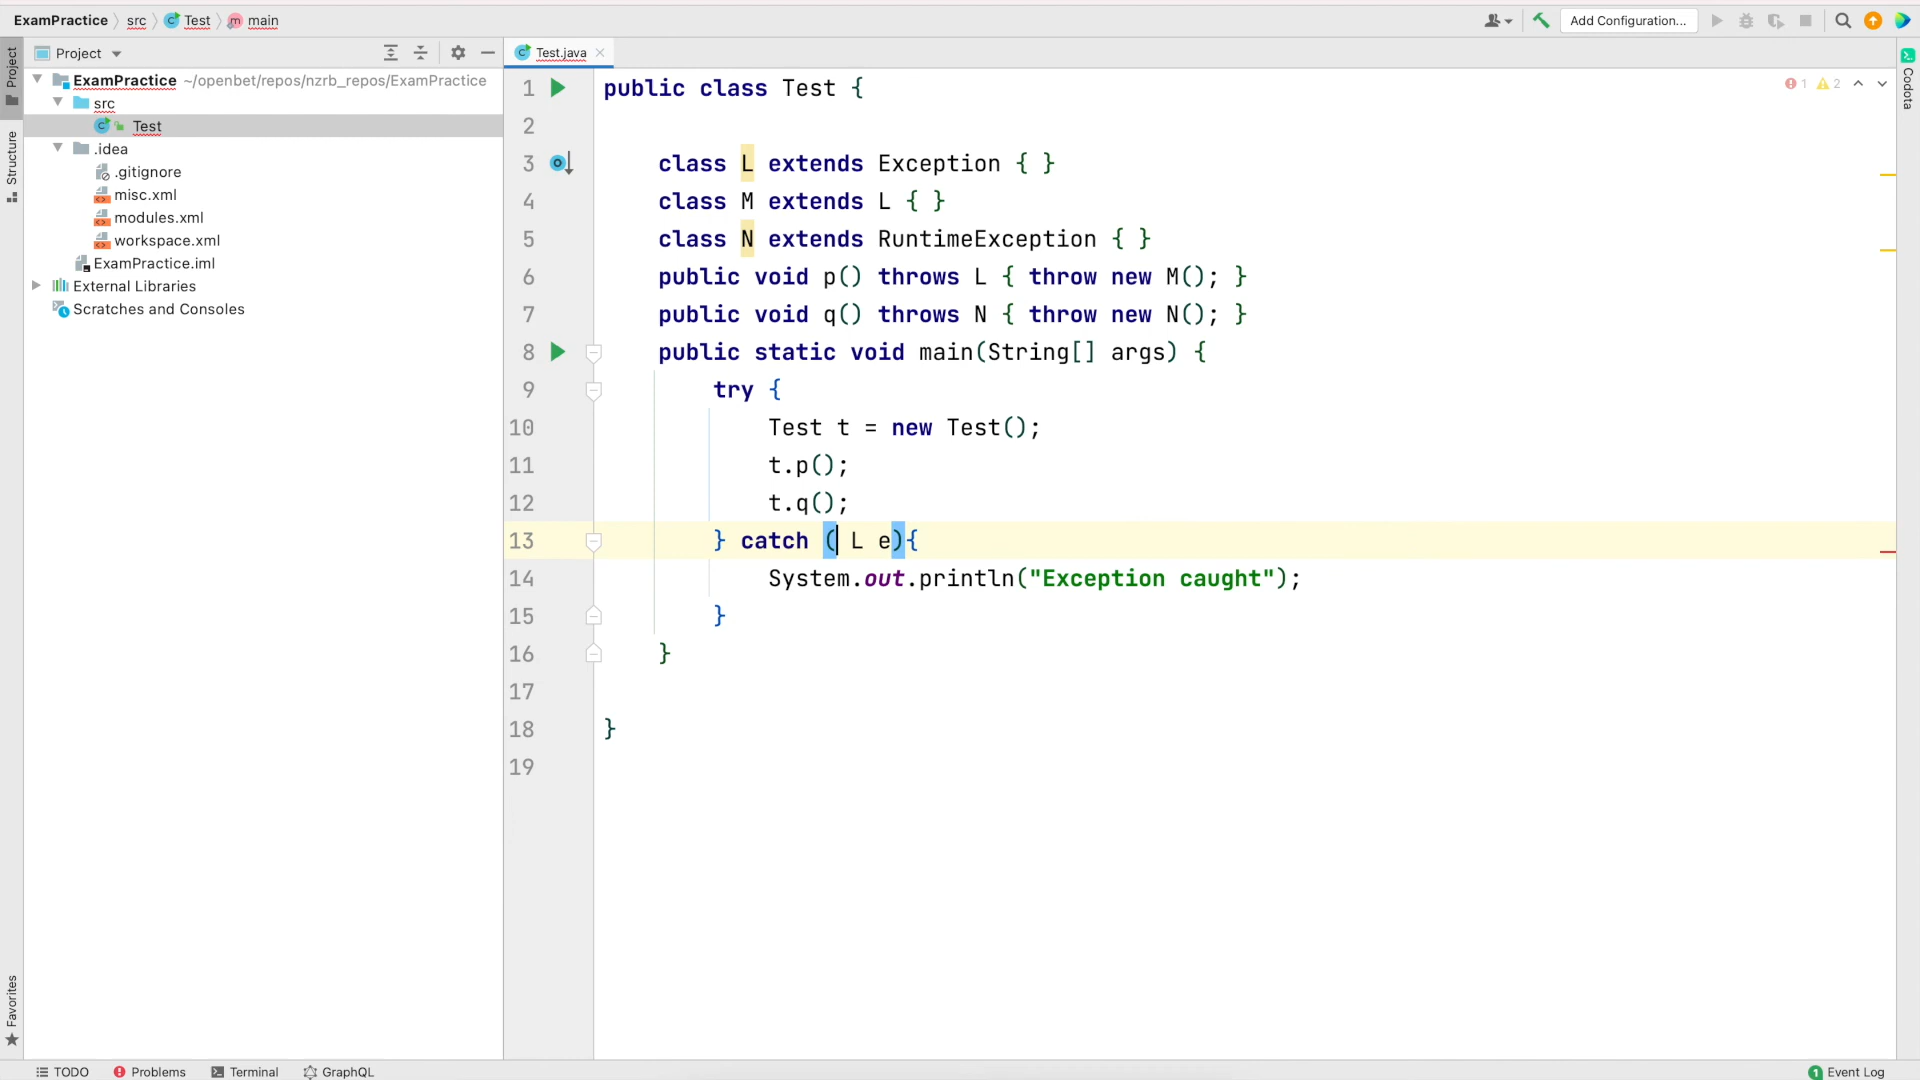 ExamPractice src Test main
Add Configuration...
Project
Test.java
Project
Structure
Favorites
Codota
ExamPractice ~/openbet/repos/nzrb_repos/ExamPractice
src
Test
.idea
.gitignore
misc.xml
modules.xml
workspace.xml
ExamPractice.iml
External Libraries
Scratches and Consoles
1 2
1 public class Test {
2
3 class L extends Exception { }
4 class M extends L { }
5 class N extends RuntimeException { }
6 public void p() throws L { throw new M(); }
7 public void q() throws N { throw new N(); }
8 public static void main(String[] args) {
9 try {
10 Test t = new Test();
11 t.p();
12 t.q();
13 } catch ( L e){
14 System.out.println("Exception caught");
15 }
16 }
17
18 }
19
TODO Problems Terminal GraphQL
1 Event Log